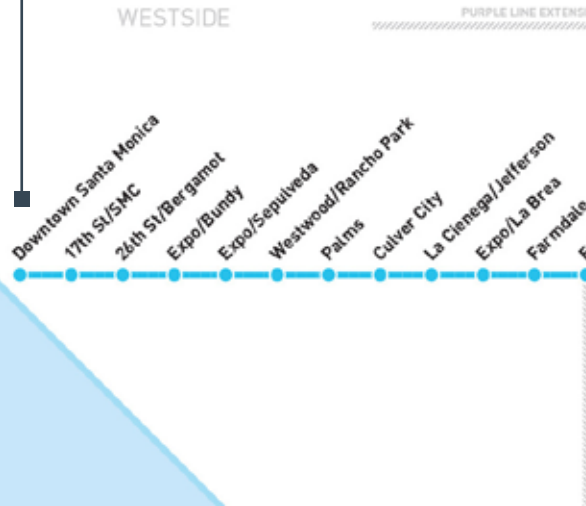 WESTSIDE
PURPLE LINE
Downtown Santa Monica
17th St/SMC
26th St/Bergamot
Expo/Bundy
Expo/Sepulveda
Westwood/Rancho Park
Palms
Culver City
La Cienega/Jefferson
Expo/La Brea
Farmdale